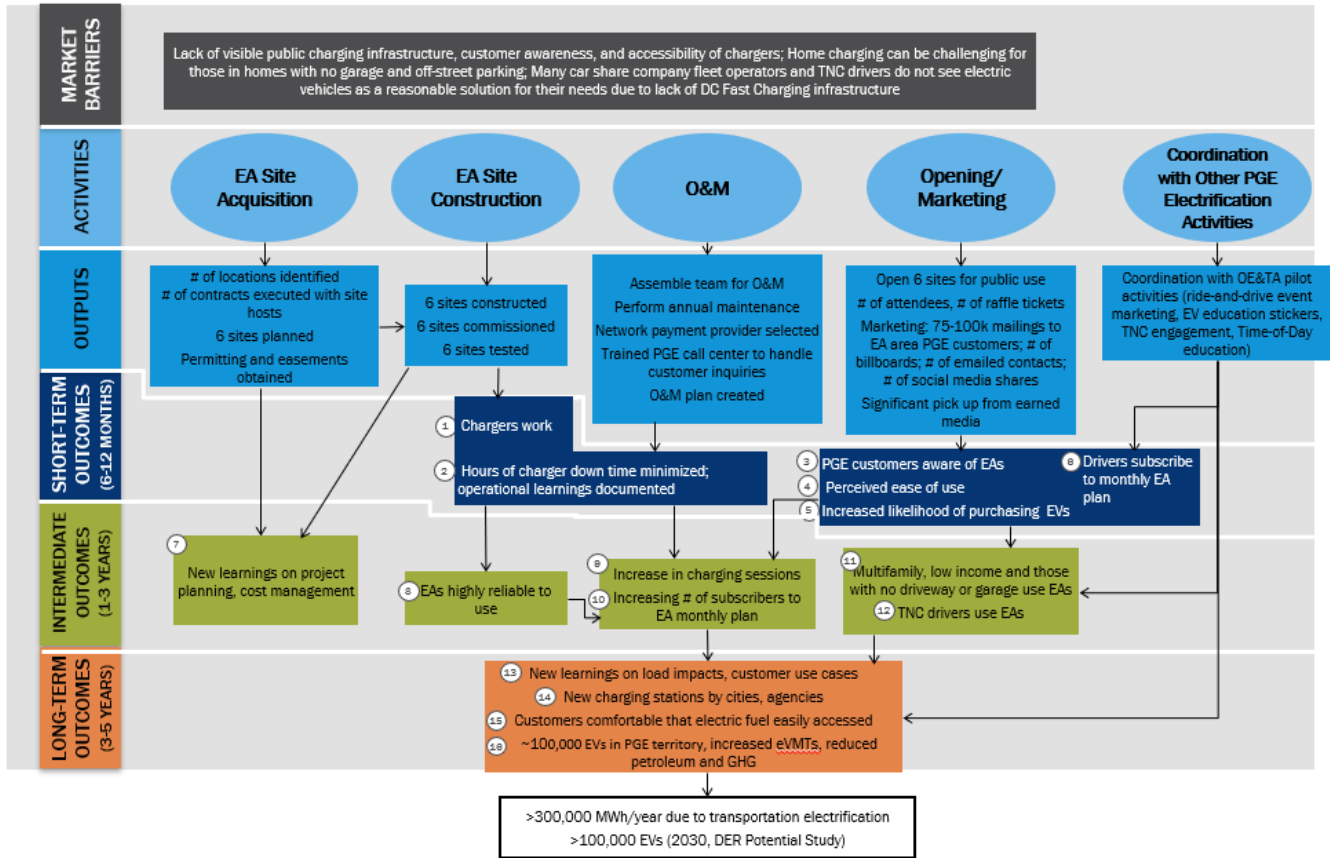 MARKET
BARRIERS
Lack of visible public charging infrastructure, customer awareness, and accessibility of chargers; Home charging can be challenging for
those in homes with no garage and off-street parking; Many car share company fleet operators and TNC drivers do not see electric
vehicles as a reasonable solution for their needs due to lack of DC Fast Charging infrastructure
ACTIVITIES
EA Site
Acquisition
EA Site
Construction
O&M
Opening/
Marketing
Coordination
with Other PGE
Electrification
Activities
OUTPUTS
# of locations identified
# of contracts executed with site
hosts
6 sites planned
Permitting and easements
obtained
6 sites constructed
6 sites commissioned
6 sites tested
Assemble team for O&M
Perform annual maintenance
Network payment provider selected
Trained PGE call center to handle
customer inquiries
O&M plan created
Open 6 sites for public use
# of attendees, # of raffle tickets
Marketing: 75-100k mailings to
EA area PGE customers; # of
billboards; # of emailed contacts;
# of social media shares
Significant pick up from earned
media
Coordination with OE&TA pilot
activities (ride-and-drive event
marketing, EV education stickers,
TNC engagement, Time-of-Day
education)
SHORT-TERM
OUTCOMES
(6-12 MONTHS)
1 Chargers work
2 Hours of charger down time minimized;
operational learnings documented
3 PGE customers aware of EAs
4 Perceived ease of use
5 Increased likelihood of purchasing EVs
6 Drivers subscribe
to monthly EA
plan
INTERMEDIATE
OUTCOMES
(1-3 YEARS)
7
New learnings on project
planning, cost management
8 EAs highly reliable to
use
9 Increase in charging sessions
10 Increasing # of subscribers to
EA monthly plan
11 Multifamily, low income and those
with no driveway or garage use EAs
12 TNC drivers use EAs
LONG-TERM
OUTCOMES
(3-5 YEARS)
13 New learnings on load impacts, customer use cases
14 New charging stations by cities, agencies
15 Customers comfortable that electric fuel easily accessed
16 ~100,000 EVs in PGE territory, increased eVMTs, reduced
petroleum and GHG
>300,000 MWh/year due to transportation electrification
>100,000 EVs (2030, DER Potential Study)